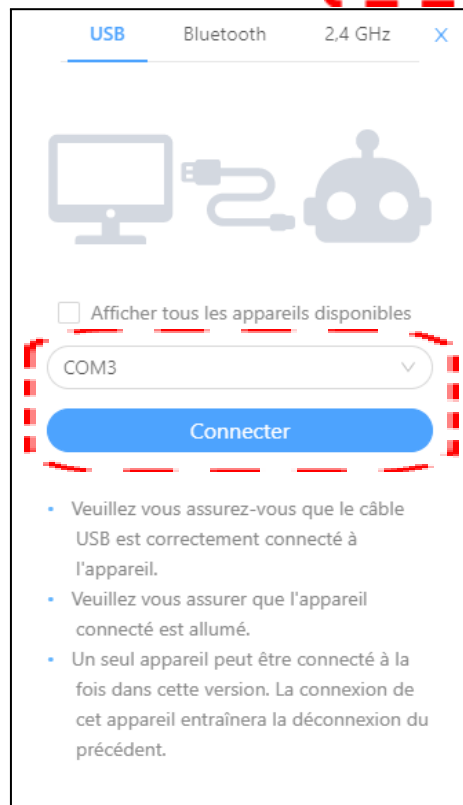 USB Bluetooth 2,4 GHz X
Afficher tous les appareils disponibles
COM3
Connecter
• Veuillez vous assurez-vous que le câble
USB est correctement connecté à
l'appareil.
• Veuillez vous assurer que l'appareil
connecté est allumé.
• Un seul appareil peut être connecté à la
fois dans cette version. La connexion de
cet appareil entraînera la déconnexion du
précédent.